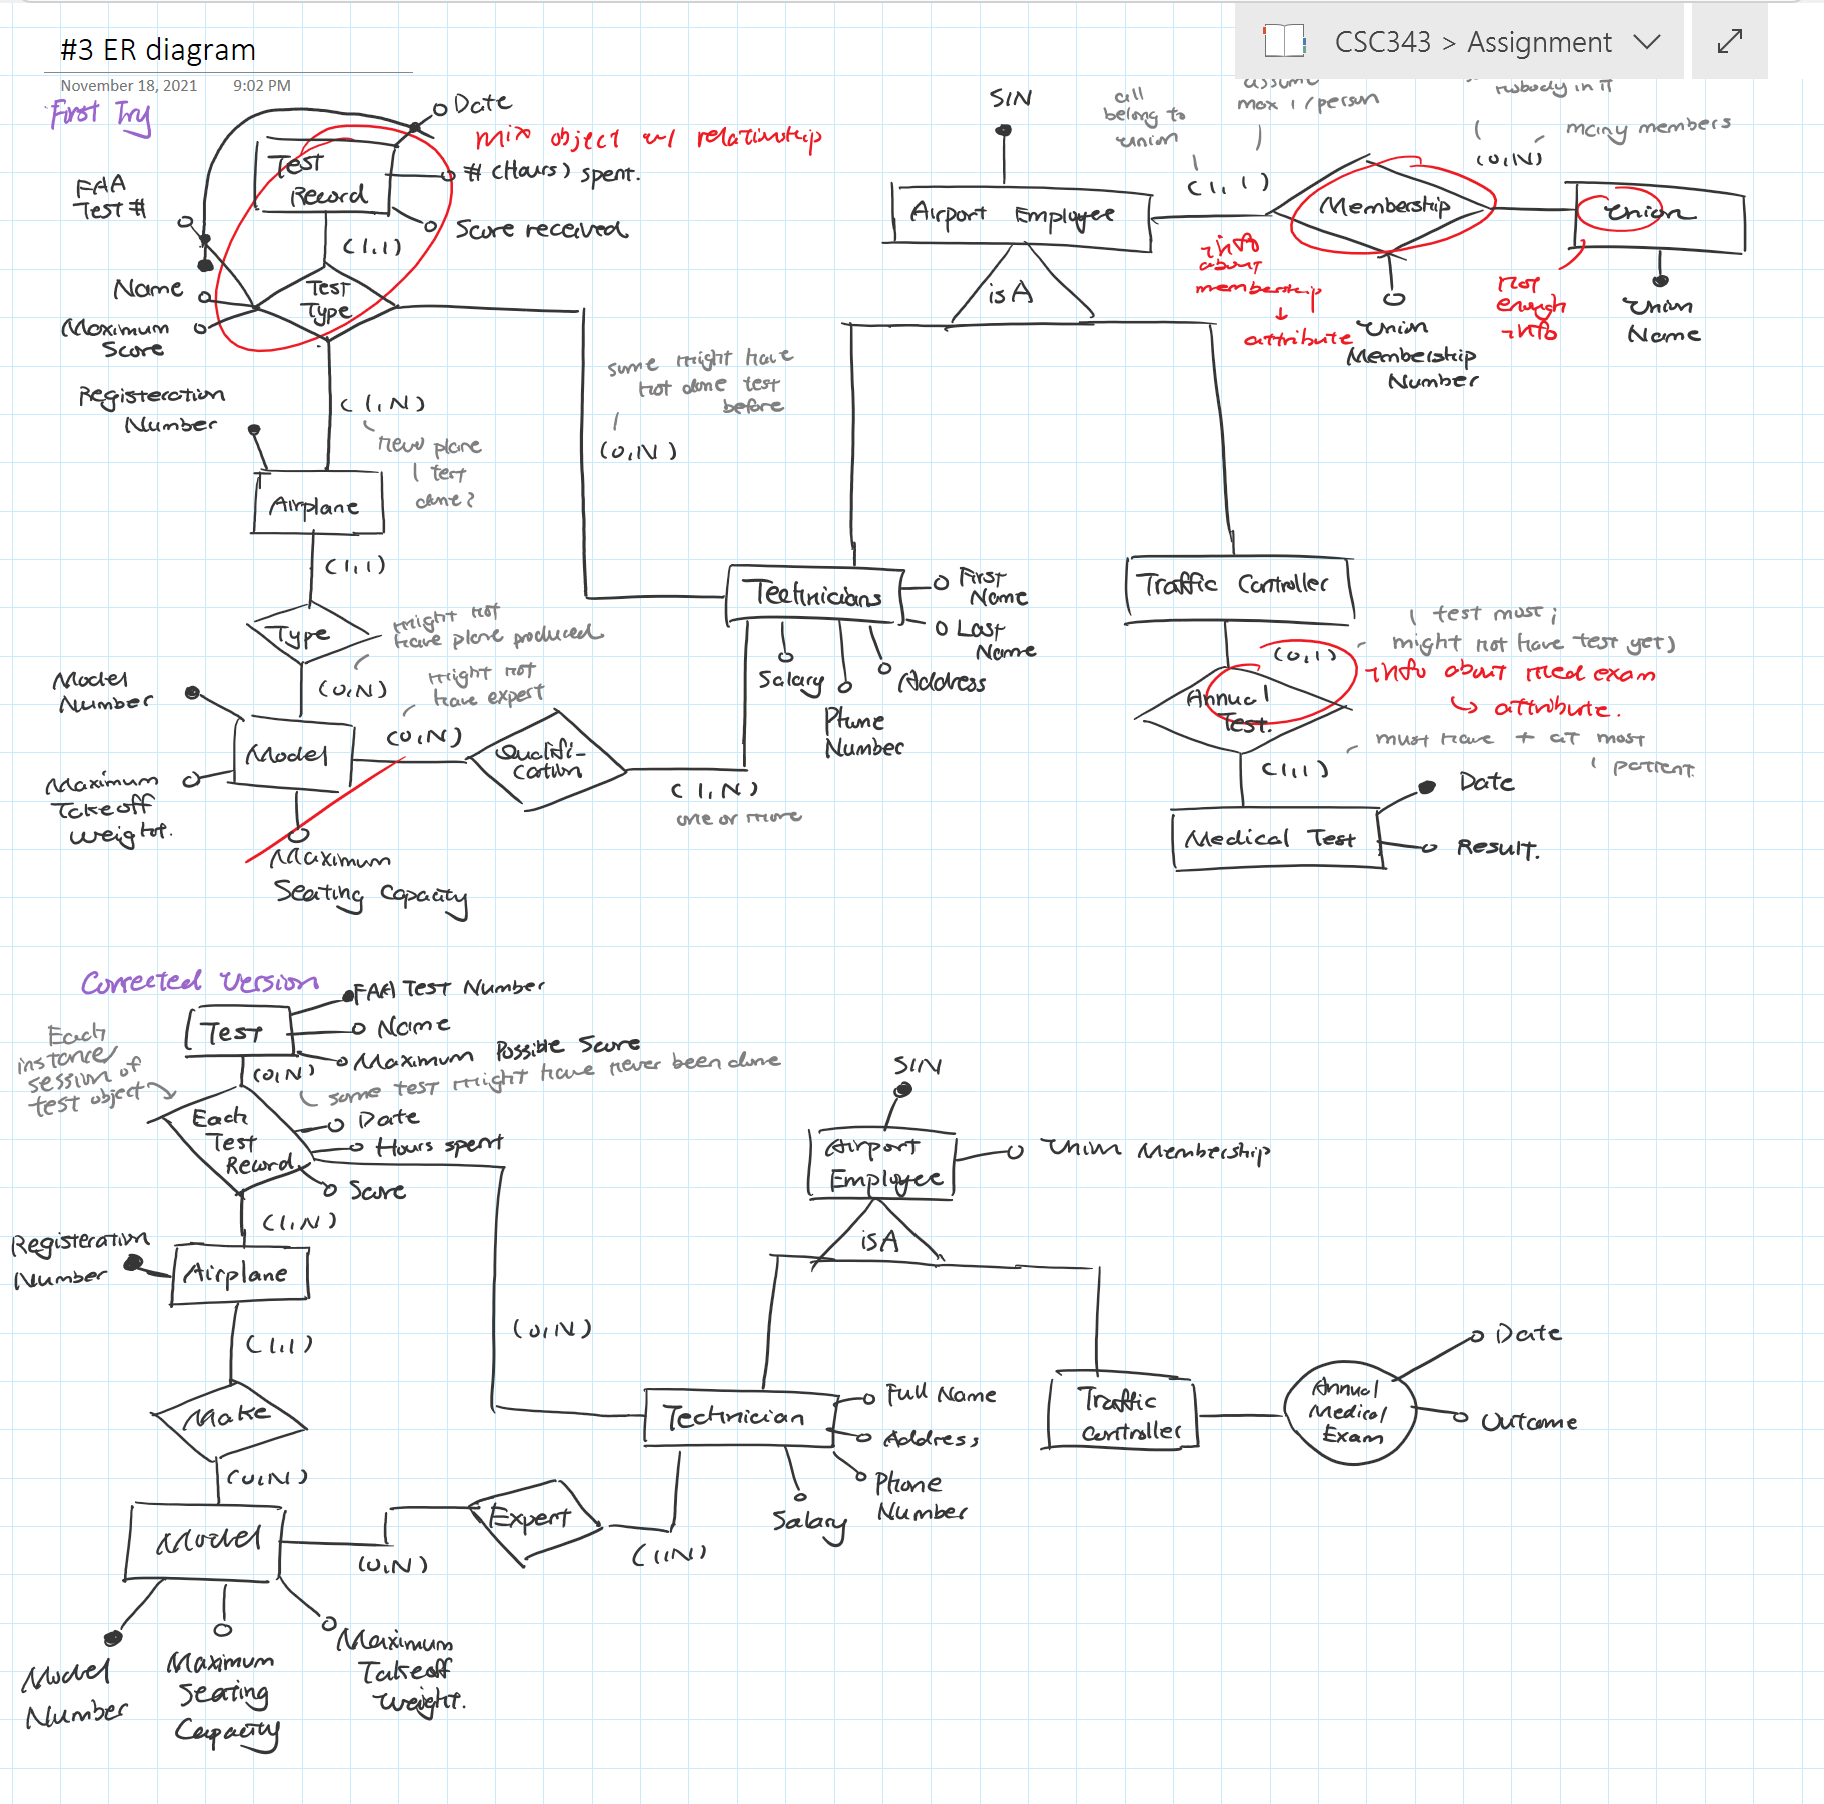 #3 ER diagram
November 18, 2021 9:02 PM
CSC343 > Assignment
First Try
Date
mix object w/ relationship
Test
Record
# (Hours) spent.
Score received
FAA
Test #
(1,1)
Name
Test
Type
Maximum
Score
Registeration
Number
(1,N)
new plane
1 test
done?
Airplane
(1,1)
Type
might not
have plane produced
(0,N)
might not
have expert
Model
Number
Model
(0,N)
Qualifi-
cation
(1,N)
one or more
Maximum
Takeoff
Weight.
Maximum
Seating Capacity
some might have
not done test
before
(0,N)
SIN
Airport Employee
isA
all
belong to
union
assume
max 1/person
(1,1)
Membership
info
about
membership
↓
attribute
Union
Membership
Number
nobody in it
many members
(0,N)
Union
not
enough
info
Union
Name
Technicians
First
Name
Last
Name
Salary
Phone
Number
Address
Traffic Controller
1 test most;
might not have test yet)
(0,1)
info about med exam
↳ attribute.
Annual
Test.
must have + at most
1 patient.
(1,1)
Medical Test
Date
Result.
Corrected Version
Test
FAA Test Number
Name
Maximum Possible Score
Each
instance/
session of
test object
(0,N)
some test might have never been done
Each
Test
Record
Date
Hours spent
Score
(1,N)
Registeration
Number
Airplane
(1,1)
Make
(0,N)
Model
(0,N)
Expert
(1,N)
Model
Number
Maximum
Seating
Capacity
Maximum
Takeoff
Weight.
(0,N)
SIN
Airport
Employee
Union Membership
isA
Technician
Full Name
Address
Phone
Number
Salary
Traffic
Controller
Annual
Medical
Exam
Date
Outcome